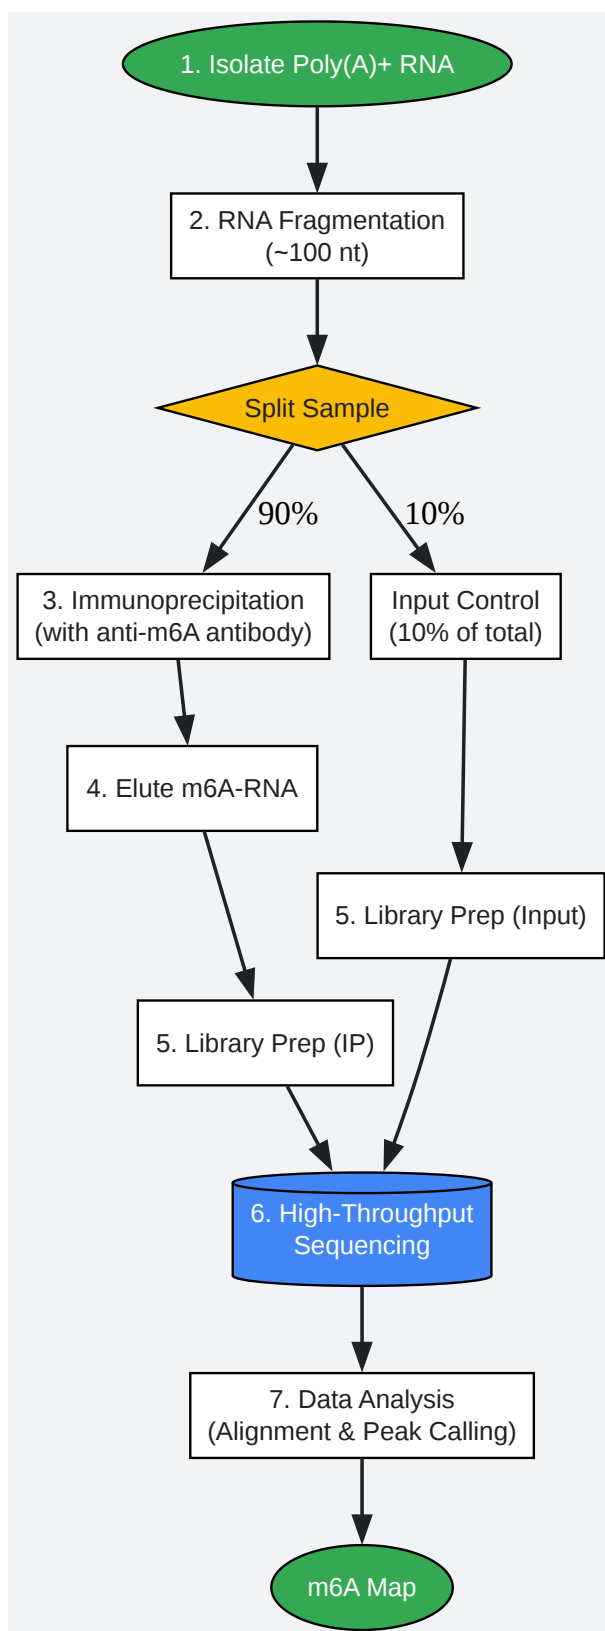 1. Isolate Poly(A)+ RNA
2. RNA Fragmentation
(~100 nt)
Split Sample
90%
10%
3. Immunoprecipitation
(with anti-m6A antibody)
Input Control
(10% of total)
4. Elute m6A-RNA
5. Library Prep (Input)
5. Library Prep (IP)
6. High-Throughput
Sequencing
7. Data Analysis
(Alignment & Peak Calling)
m6A Map